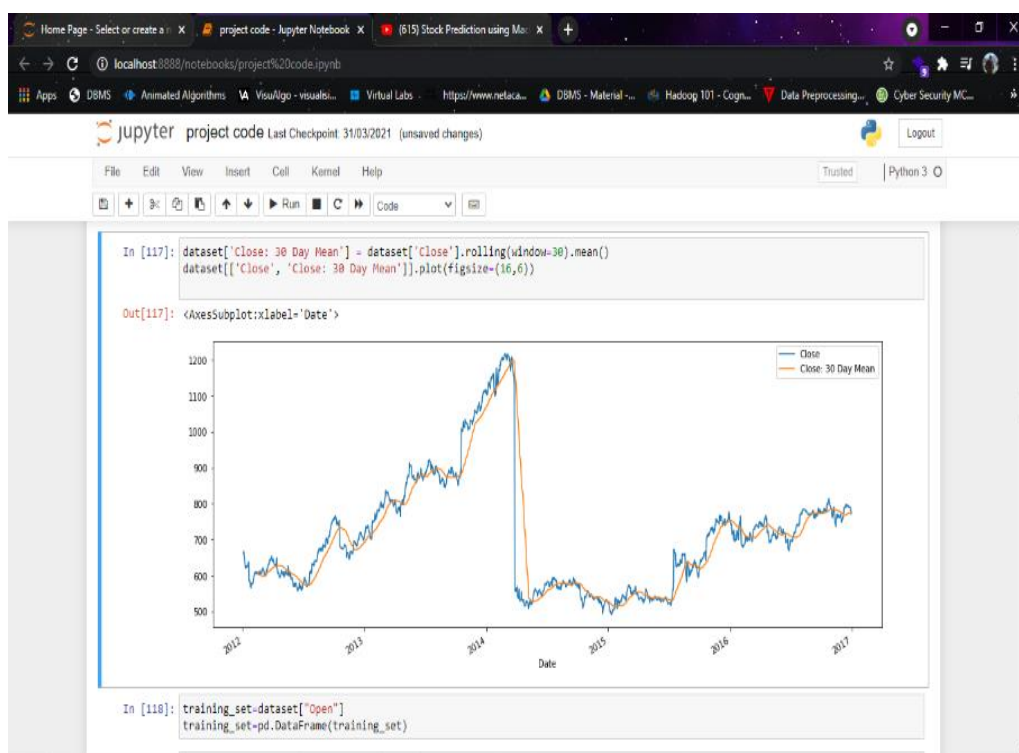 Home Page - Select or create a n X
project code - Jupyter Notebook X
(615) Stock Prediction using Mac X
localhost:8888/notebooks/project%20code.ipynb
9
Apps DBMS Animated Algorithms VisuAlgo - visualisi... Virtual Labs https://www.netaca... DBMS - Material -... Hadoop 101 - Cogn... Data Preprocessing,... Cyber Security MC...
jupyter project code Last Checkpoint: 31/03/2021 (unsaved changes)
Logout
File Edit View Insert Cell Kernel Help
Trusted Python 3
Run Code
In [117]: dataset['Close: 30 Day Mean'] = dataset['Close'].rolling(window=30).mean()
dataset[['Close', 'Close: 30 Day Mean']].plot(figsize=(16,6))
Out[117]: <AxesSubplot:xlabel='Date'>
Close
Close: 30 Day Mean
1200
1100
1000
900
800
700
600
500
2012 2013 2014 2015 2016 2017
Date
In [118]: training_set=dataset["Open"]
training_set=pd.DataFrame(training_set)